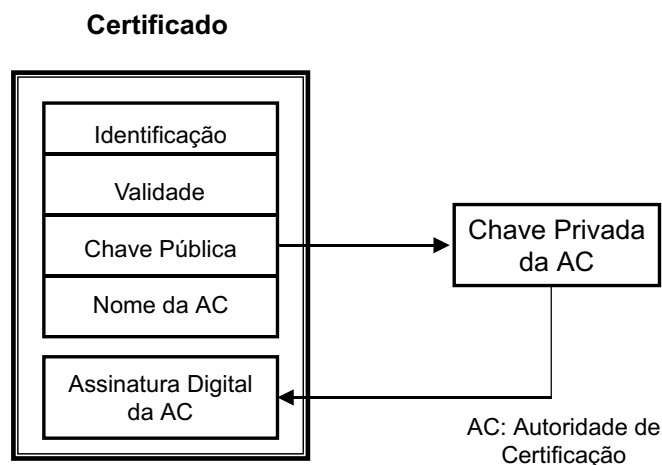 Certificado
Identificação
Validade
Chave Pública
Nome da AC
Assinatura Digital
da AC
Chave Privada
da AC
AC: Autoridade de
Certificação